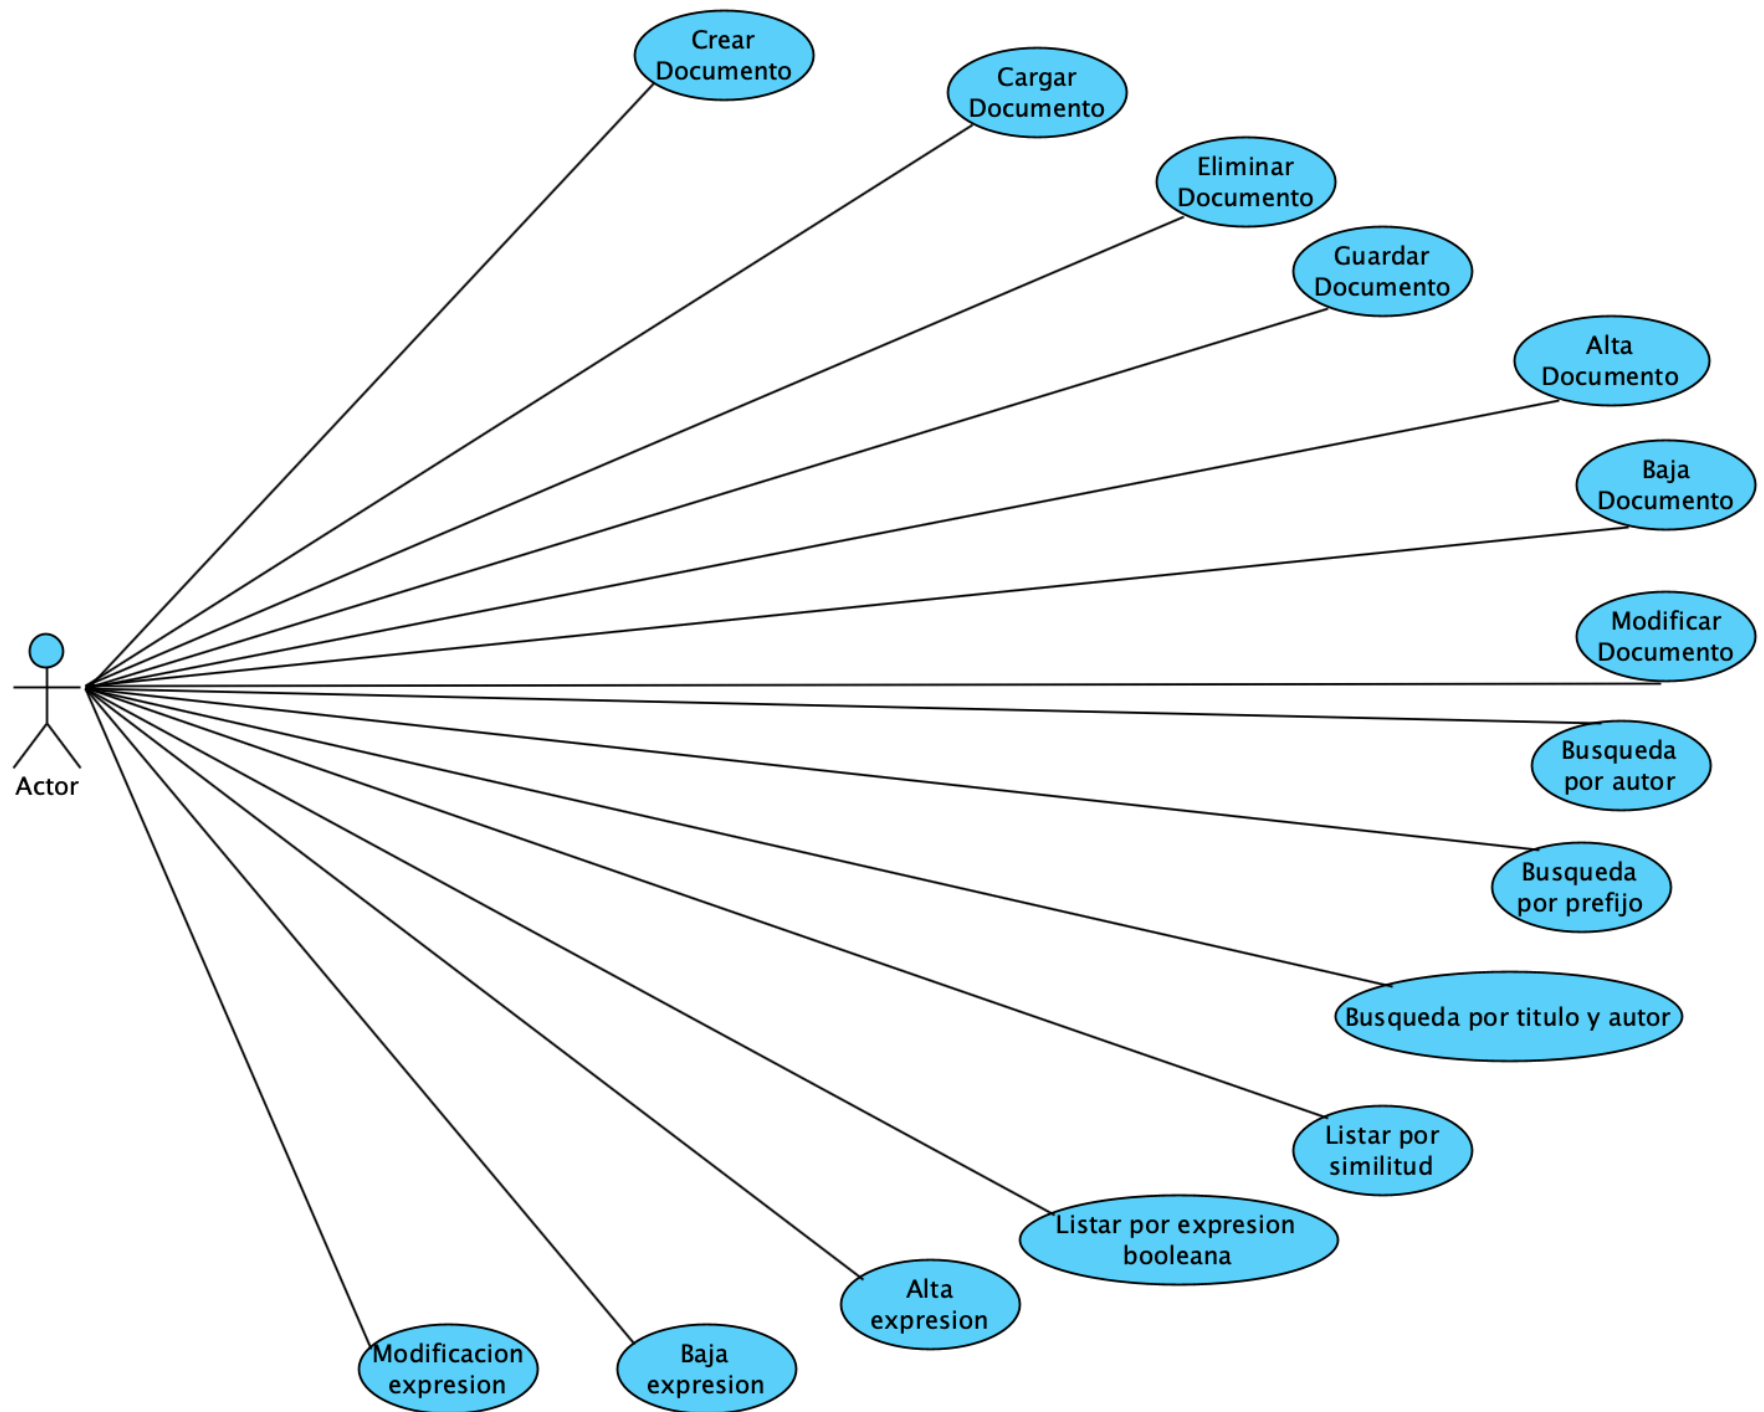 Crear
Documento
Cargar
Documento
Eliminar
Documento
Guardar
Documento
Alta
Documento
Baja
Documento
Modificar
Documento
Busqueda
por autor
Actor
Busqueda
por prefijo
Busqueda por titulo y autor
Listar por
similitud
Listar por expresion
booleana
Alta
expresion
Baja
expresion
Modificacion
expresion